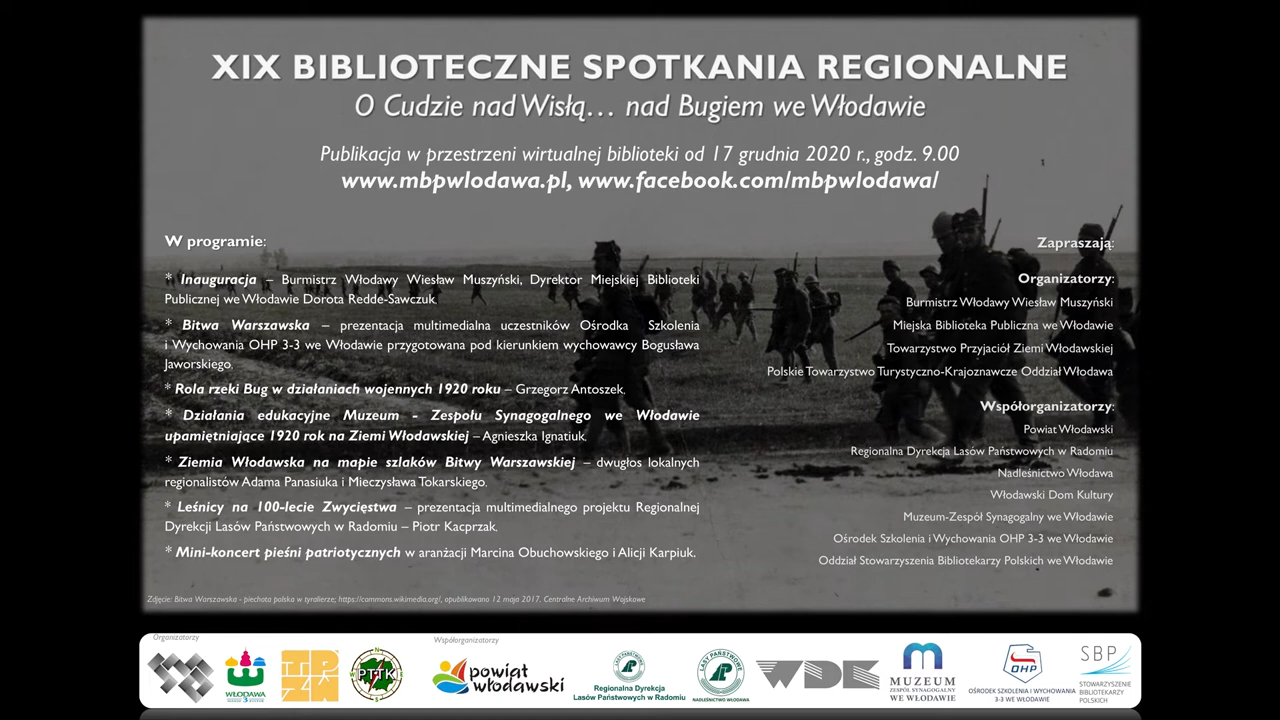 XIX BIBLIOTECZNE SPOTKANIA REGIONALNE
O Cudzie nad Wisłą… nad Bugiem we Włodawie
Publikacja w przestrzeni wirtualnej biblioteki od 17 grudnia 2020 r., godz. 9.00
www.mbpwlodawa.pl, www.facebook.com/mbpwlodawa/
W programie:
* Inauguracja – Burmistrz Włodawy Wiesław Muszyński, Dyrektor Miejskiej Biblioteki
Publicznej we Włodawie Dorota Redde-Sawczuk.
* Bitwa Warszawska – prezentacja multimedialna uczestników Ośrodka Szkolenia
i Wychowania OHP 3-3 we Włodawie przygotowana pod kierunkiem wychowawcy Bogusława
Jaworskiego.
* Rola rzeki Bug w działaniach wojennych 1920 roku – Grzegorz Antoszek.
* Działania edukacyjne Muzeum - Zespołu Synagogalnego we Włodawie
upamiętniające 1920 rok na Ziemi Włodawskiej – Agnieszka Ignatiuk.
* Ziemia Włodawska na mapie szlaków Bitwy Warszawskiej – dwugłos lokalnych
regionalistów Adama Panasiuka i Mieczysława Tokarskiego.
* Leśnicy na 100-lecie Zwycięstwa – prezentacja multimedialnego projektu Regionalnej
Dyrekcji Lasów Państwowych w Radomiu – Piotr Kacprzak.
* Mini-koncert pieśni patriotycznych w aranżacji Marcina Obuchowskiego i Alicji Karpiuk.
Zapraszają:
Organizatorzy:
Burmistrz Włodawy Wiesław Muszyński
Miejska Biblioteka Publiczna we Włodawie
Towarzystwo Przyjaciół Ziemi Włodawskiej
Polskie Towarzystwo Turystyczno-Krajoznawcze Oddział Włodawa
Współorganizatorzy:
Powiat Włodawski
Regionalna Dyrekcja Lasów Państwowych w Radomiu
Nadleśnictwo Włodawa
Włodawski Dom Kultury
Muzeum-Zespół Synagogalny we Włodawie
Ośrodek Szkolenia i Wychowania OHP 3-3 we Włodawie
Oddział Stowarzyszenia Bibliotekarzy Polskich we Włodawie
Zdjęcie: Bitwa Warszawska - piechota polska w tyralierze; https://commons.wikimedia.org/, opublikowano 12 maja 2017, Centralne Archiwum Wojskowe
Organizatorzy
Współorganizatorzy
WŁODAWA
PTTK
powiat
włodawski
Regionalna Dyrekcja
Lasów Państwowych w Radomiu
LASY PAŃSTWOWE
NADLEŚNICTWO WŁODAWA
WDK
MUZEUM
ZESPÓŁ SYNAGOGALNY
WE WŁODAWIE
OHP
OŚRODEK SZKOLENIA I WYCHOWANIA
3-3 WE WŁODAWIE
SBP
STOWARZYSZENIE
BIBLIOTEKARZY
POLSKICH